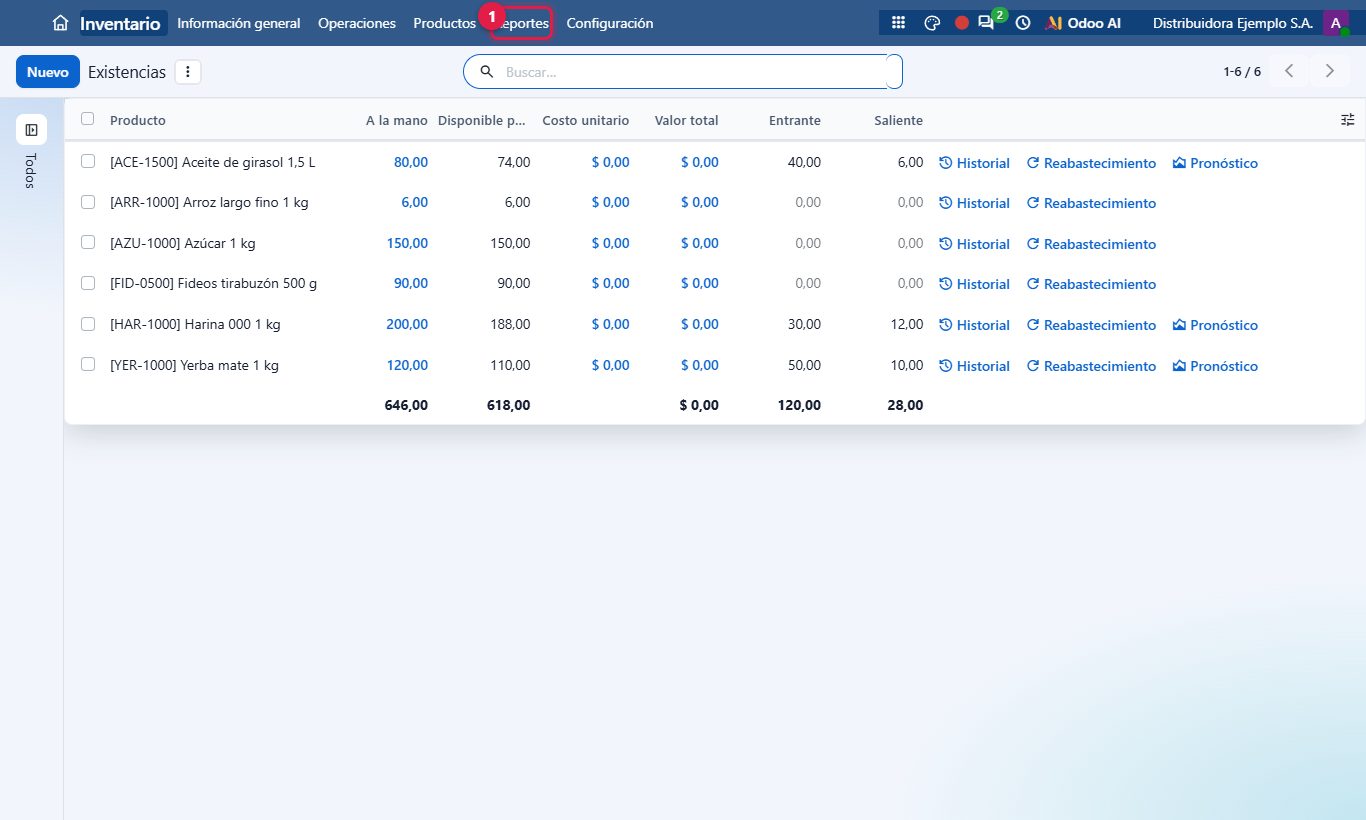 Inventario Información general Operaciones Productos 1 eportes Configuración 2 Odoo AI Distribuidora Ejemplo S.A. A
Nuevo Existencias Buscar... 1-6 / 6
Todos
Producto A la mano Disponible p... Costo unitario Valor total Entrante Saliente
[ACE-1500] Aceite de girasol 1,5 L 80,00 74,00 $ 0,00 $ 0,00 40,00 6,00 Historial Reabastecimiento Pronóstico
[ARR-1000] Arroz largo fino 1 kg 6,00 6,00 $ 0,00 $ 0,00 0,00 0,00 Historial Reabastecimiento
[AZU-1000] Azúcar 1 kg 150,00 150,00 $ 0,00 $ 0,00 0,00 0,00 Historial Reabastecimiento
[FID-0500] Fideos tirabuzón 500 g 90,00 90,00 $ 0,00 $ 0,00 0,00 0,00 Historial Reabastecimiento
[HAR-1000] Harina 000 1 kg 200,00 188,00 $ 0,00 $ 0,00 30,00 12,00 Historial Reabastecimiento Pronóstico
[YER-1000] Yerba mate 1 kg 120,00 110,00 $ 0,00 $ 0,00 50,00 10,00 Historial Reabastecimiento Pronóstico
646,00 618,00 $ 0,00 120,00 28,00